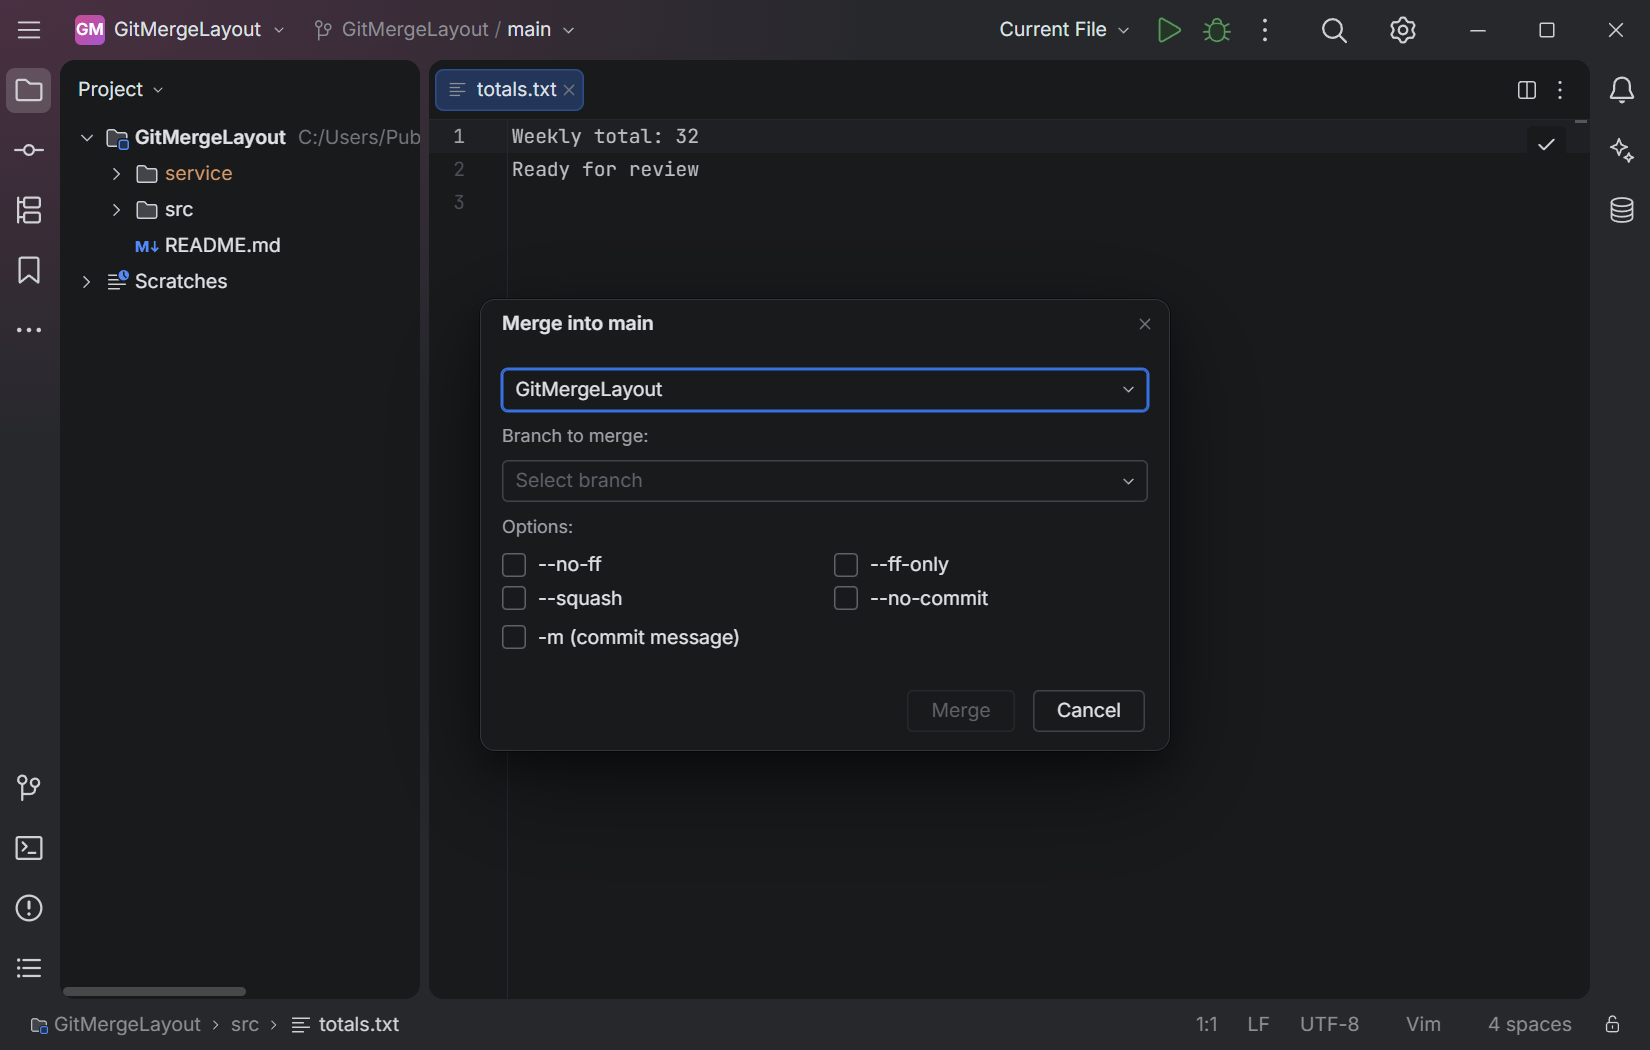 GM GitMergeLayout GitMergeLayout / main Current File
Project
totals.txt
GitMergeLayout C:/Users/Pub
service
src
M↓ README.md
Scratches
1 Weekly total: 32
2 Ready for review
3
Merge into main
GitMergeLayout
Branch to merge:
Select branch
Options:
--no-ff --ff-only
--squash --no-commit
-m (commit message)
Merge Cancel
GitMergeLayout › src › totals.txt 1:1 LF UTF-8 Vim 4 spaces